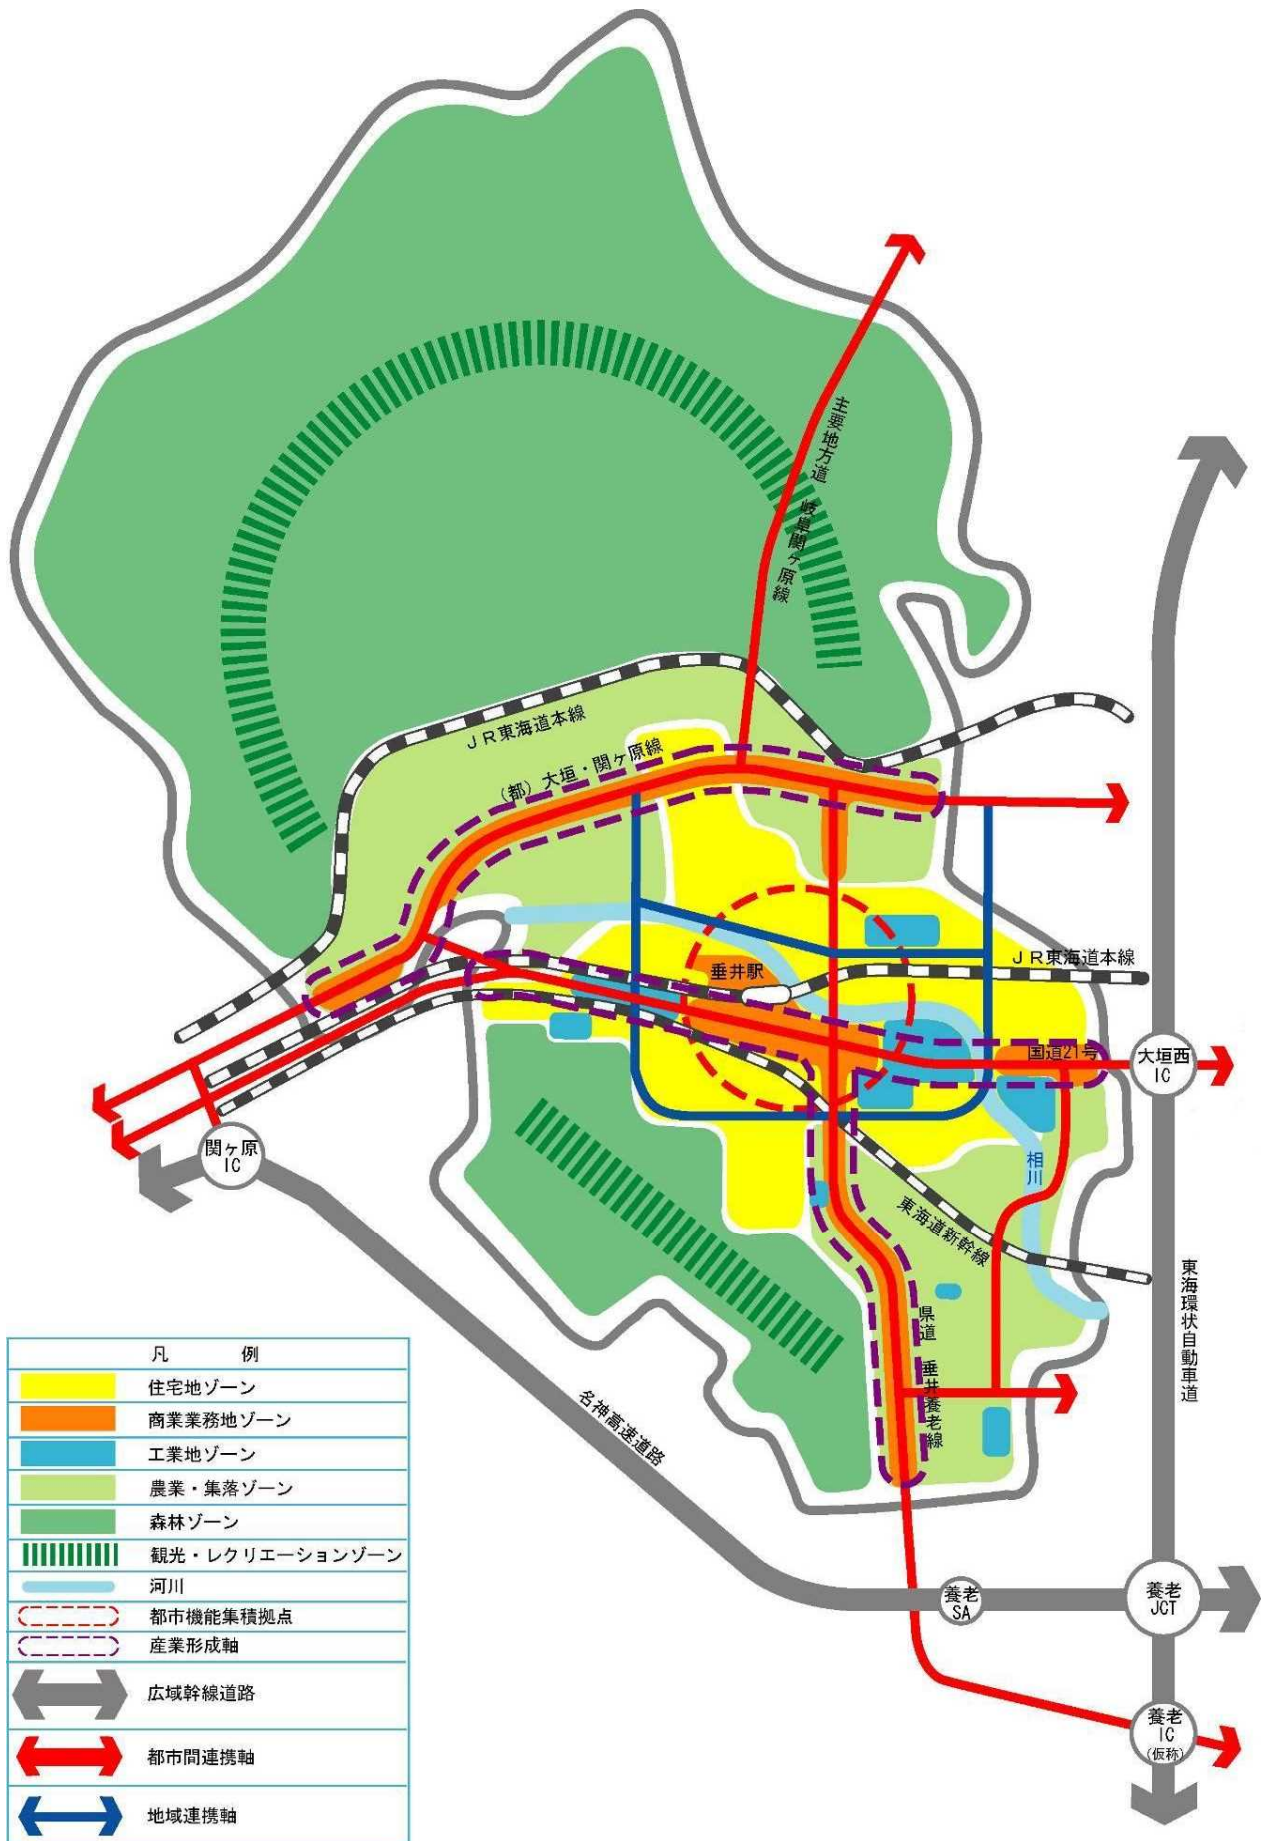 主要地方道 岐阜関ヶ原線
JR東海道本線
(都)大垣・関ヶ原線
垂井駅
JR東海道本線
国道21号
大垣西
IC
関ヶ原
IC
相川
東海道新幹線
東海環状自動車道
県道 垂井養老線
名神高速道路
養老
SA
養老
JCT
養老
IC
(仮称)
凡 例
住宅地ゾーン
商業業務地ゾーン
工業地ゾーン
農業・集落ゾーン
森林ゾーン
観光・レクリエーションゾーン
河川
都市機能集積拠点
産業形成軸
広域幹線道路
都市間連携軸
地域連携軸